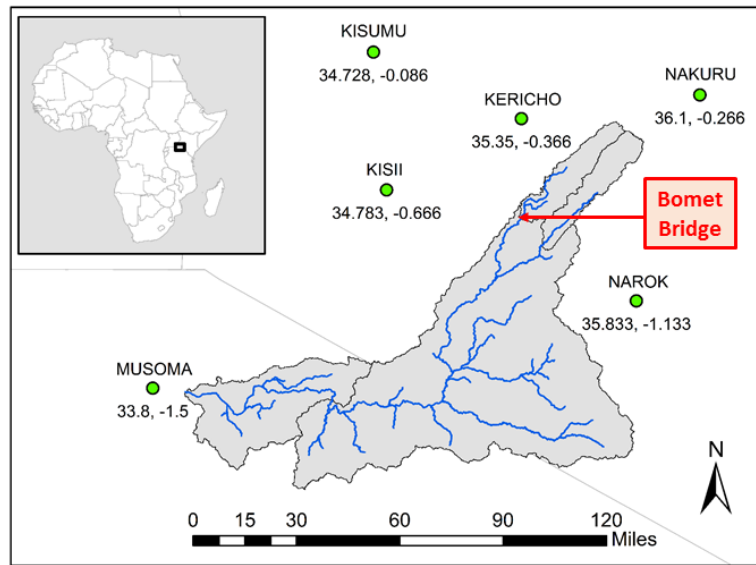 KISUMU
34.728, -0.086
NAKURU
36.1, -0.266
KERICHO
35.35, -0.366
KISII
34.783, -0.666
Bomet
Bridge
NAROK
35.833, -1.133
MUSOMA
33.8, -1.5
N
0 15 30 60 90 120
Miles